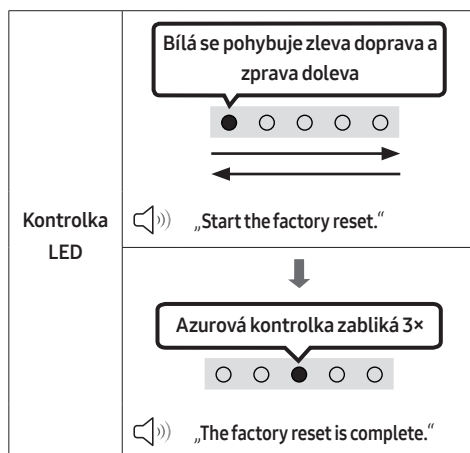 Bílá se pohybuje zleva doprava a
zprava doleva
„Start the factory reset.“
Kontrolka
LED
Azurová kontrolka zabliká 3×
„The factory reset is complete.“